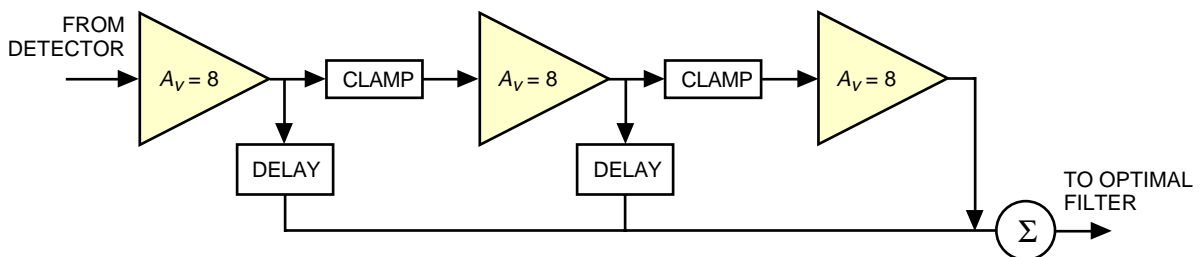 FROM
DETECTOR
A_V = 8
CLAMP
A_V = 8
CLAMP
A_V = 8
DELAY
DELAY
TO OPTIMAL
FILTER
Σ